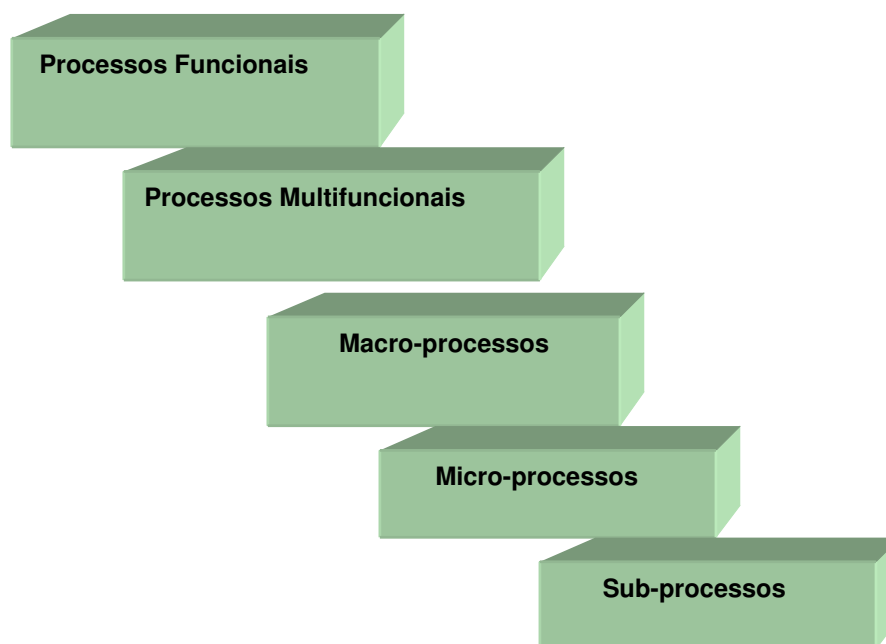 Processos Funcionais
Processos Multifuncionais
Macro-processos
Micro-processos
Sub-processos